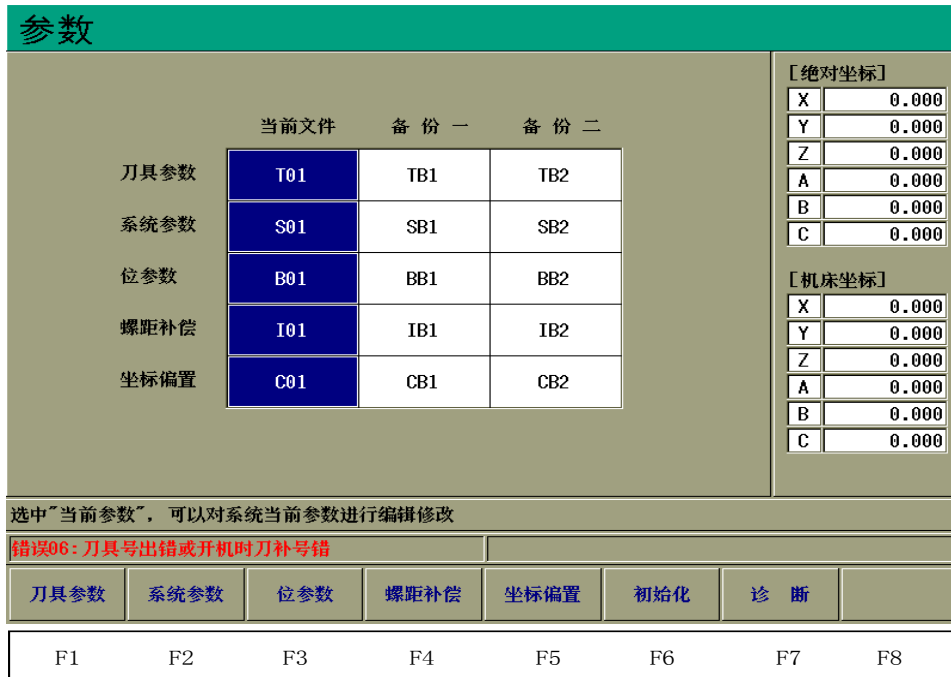 参数
当前文件 备 份 一 备 份 二
刀具参数 T01 TB1 TB2
系统参数 S01 SB1 SB2
位参数 B01 BB1 BB2
螺距补偿 I01 IB1 IB2
坐标偏置 C01 CB1 CB2
[绝对坐标]
X 0.000
Y 0.000
Z 0.000
A 0.000
B 0.000
C 0.000
[机床坐标]
X 0.000
Y 0.000
Z 0.000
A 0.000
B 0.000
C 0.000
选中"当前参数"，可以对系统当前参数进行编辑修改
错误06:刀具号出错或开机时刀补号错
刀具参数 系统参数 位参数 螺距补偿 坐标偏置 初始化 诊 断
F1 F2 F3 F4 F5 F6 F7 F8